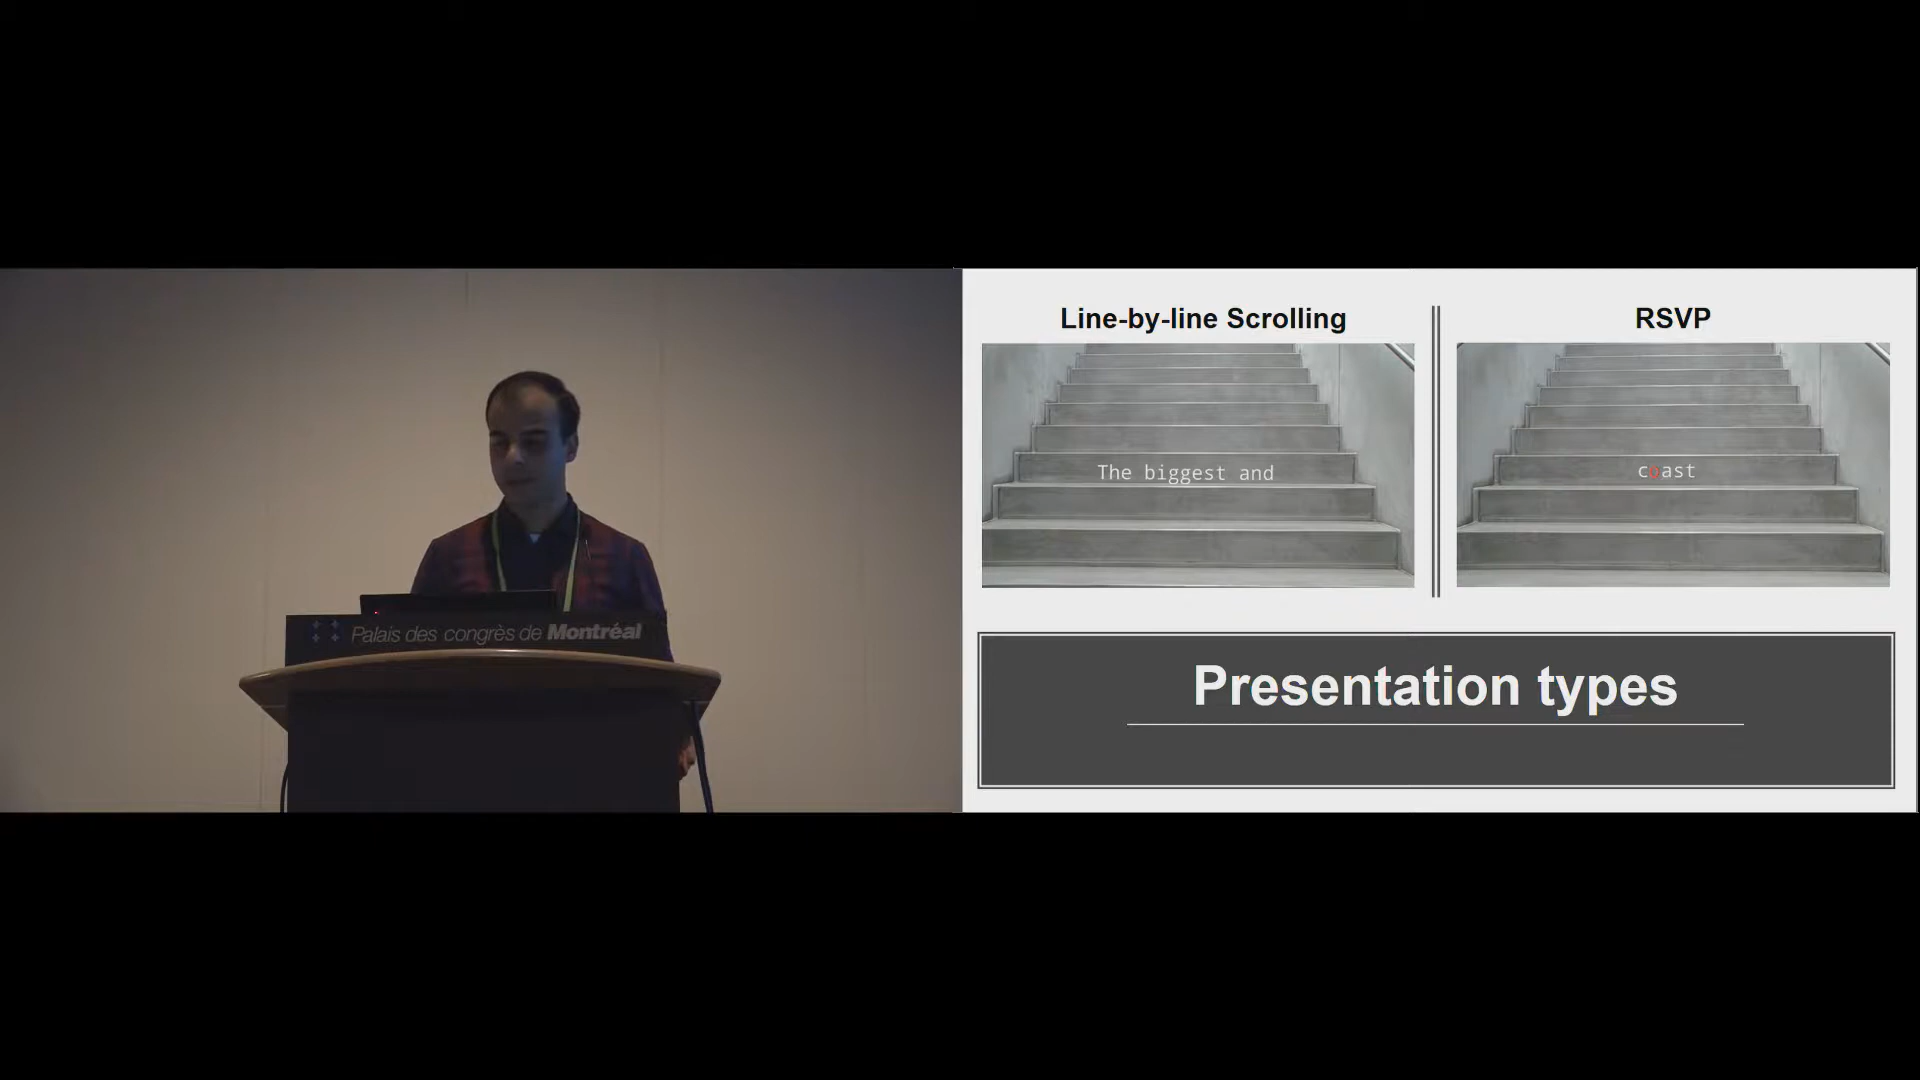 Palais des congrès de Montréal
Line-by-line Scrolling
The biggest and
RSVP
coast
Presentation types